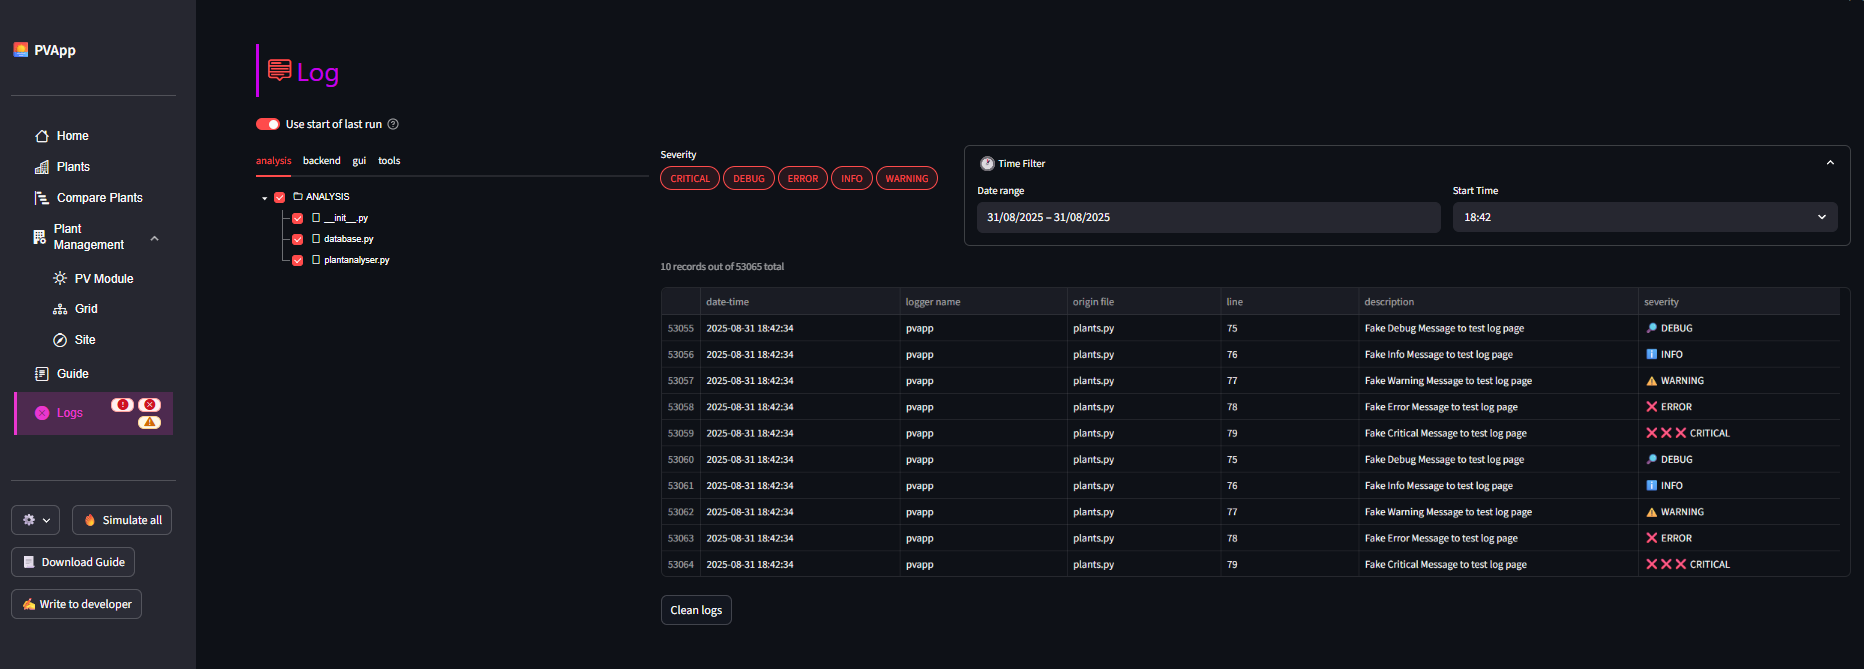 PVApp
Home
Plants
Compare Plants
Plant
Management
PV Module
Grid
Site
Guide
Logs
Simulate all
Download Guide
Write to developer
Log
Use start of last run
analysis backend gui tools
ANALYSIS
__init__.py
database.py
plantanalyser.py
Severity
CRITICAL DEBUG ERROR INFO WARNING
Time Filter
Date range
31/08/2025 – 31/08/2025
Start Time
18:42
10 records out of 53065 total
date-time logger name origin file line description severity
53055 2025-08-31 18:42:34 pvapp plants.py 75 Fake Debug Message to test log page DEBUG
53056 2025-08-31 18:42:34 pvapp plants.py 76 Fake Info Message to test log page INFO
53057 2025-08-31 18:42:34 pvapp plants.py 77 Fake Warning Message to test log page WARNING
53058 2025-08-31 18:42:34 pvapp plants.py 78 Fake Error Message to test log page ERROR
53059 2025-08-31 18:42:34 pvapp plants.py 79 Fake Critical Message to test log page CRITICAL
53060 2025-08-31 18:42:34 pvapp plants.py 75 Fake Debug Message to test log page DEBUG
53061 2025-08-31 18:42:34 pvapp plants.py 76 Fake Info Message to test log page INFO
53062 2025-08-31 18:42:34 pvapp plants.py 77 Fake Warning Message to test log page WARNING
53063 2025-08-31 18:42:34 pvapp plants.py 78 Fake Error Message to test log page ERROR
53064 2025-08-31 18:42:34 pvapp plants.py 79 Fake Critical Message to test log page CRITICAL
Clean logs